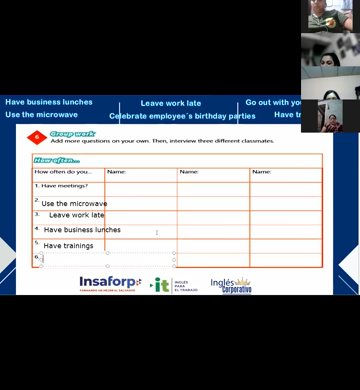 Have business lunches
Leave work late
Go out with
Use the microwave
Celebrate employee´s birthday parties
Have
6
Group work
Add more questions on your own. Then, interview three different classmates.
How often...
How often do you...
Name:
Name:
Name:
1. Have meetings?
2. Use the microwave
3. Leave work late
4. Have business lunches
5. Have trainings
6.
Insaforp
it
INGLÉS
PARA
EL TRABAJO
Inglés
Corporativo